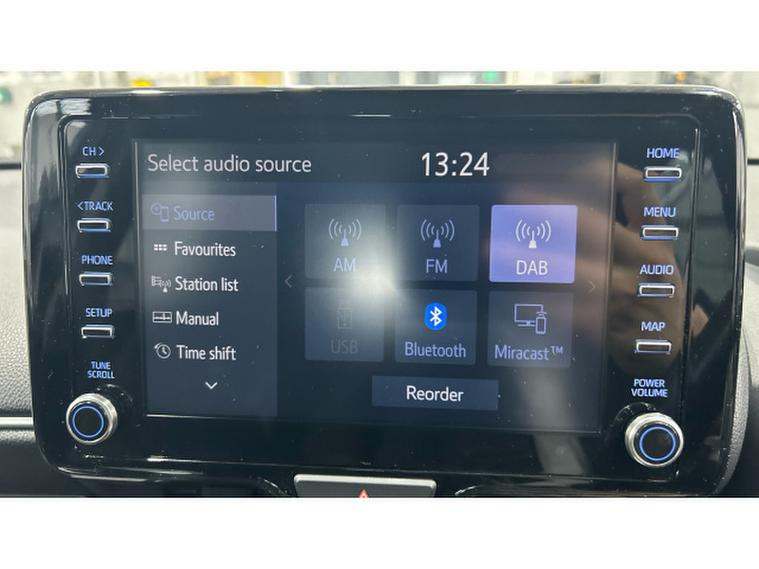 CH >
< TRACK
PHONE
SETUP
TUNE
SCROLL
Select audio source
13:24
Source
Favourites
Station list
Manual
Time shift
AM
FM
DAB
USB
Bluetooth
Miracast™
Reorder
HOME
MENU
AUDIO
MAP
POWER
VOLUME